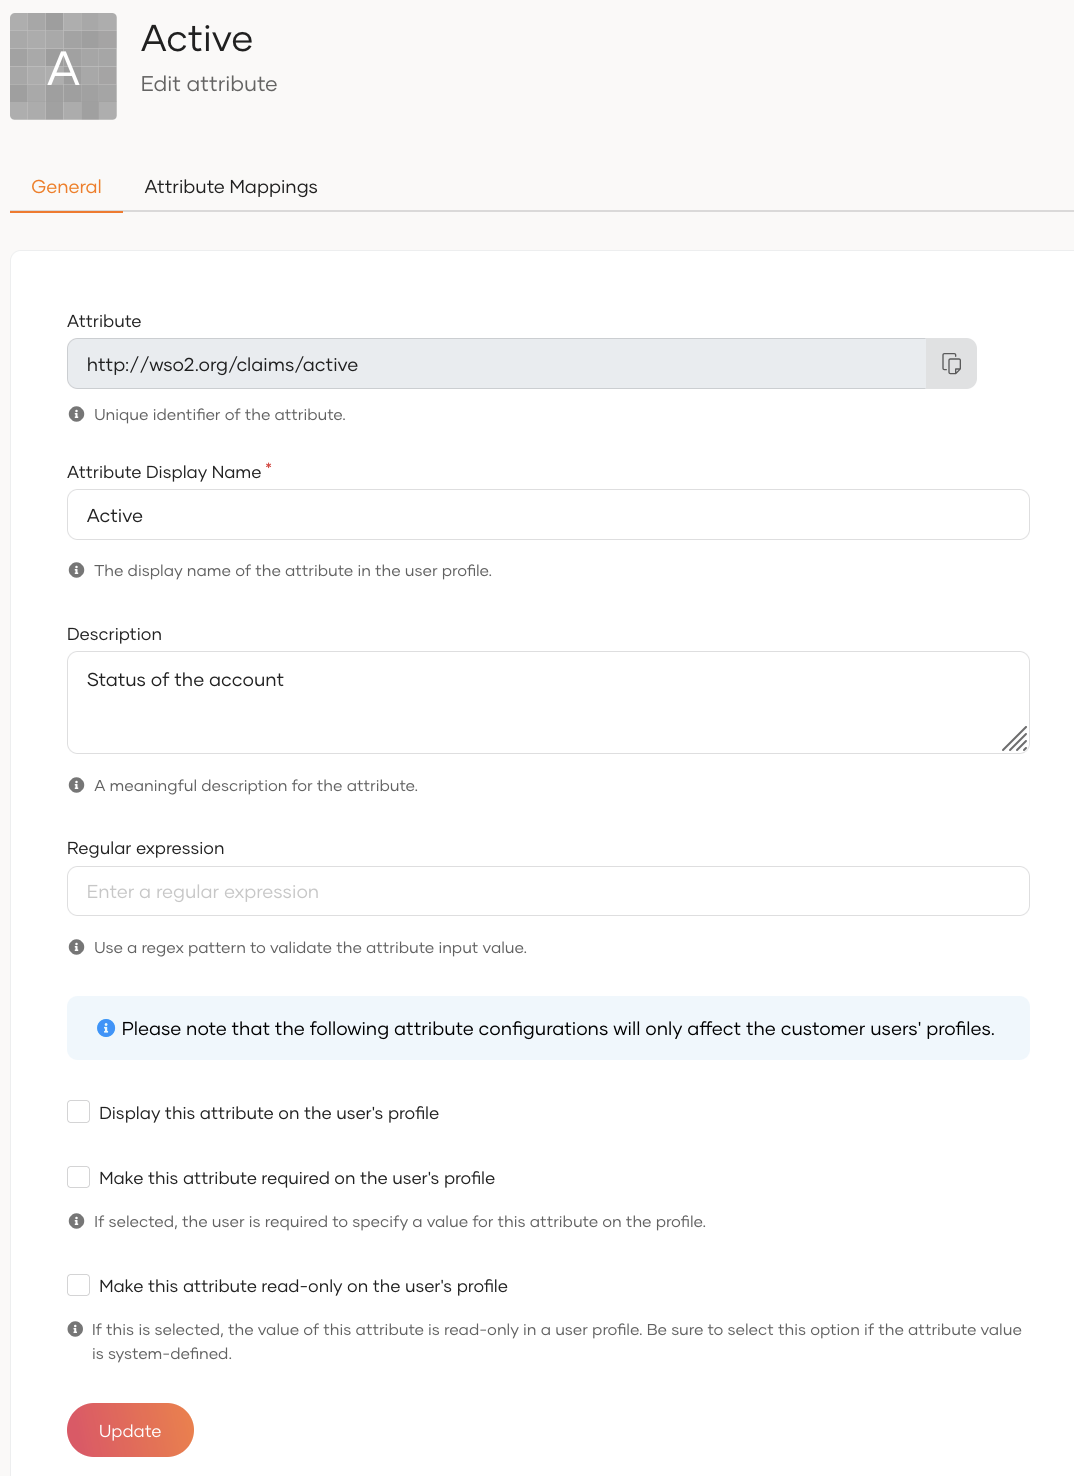 A
Active
Edit attribute
General
Attribute Mappings
Attribute
http://wso2.org/claims/active
Unique identifier of the attribute.
Attribute Display Name *
Active
The display name of the attribute in the user profile.
Description
Status of the account
A meaningful description for the attribute.
Regular expression
Enter a regular expression
Use a regex pattern to validate the attribute input value.
Please note that the following attribute configurations will only affect the customer users' profiles.
Display this attribute on the user's profile
Make this attribute required on the user's profile
If selected, the user is required to specify a value for this attribute on the profile.
Make this attribute read-only on the user's profile
If this is selected, the value of this attribute is read-only in a user profile. Be sure to select this option if the attribute value
is system-defined.
Update